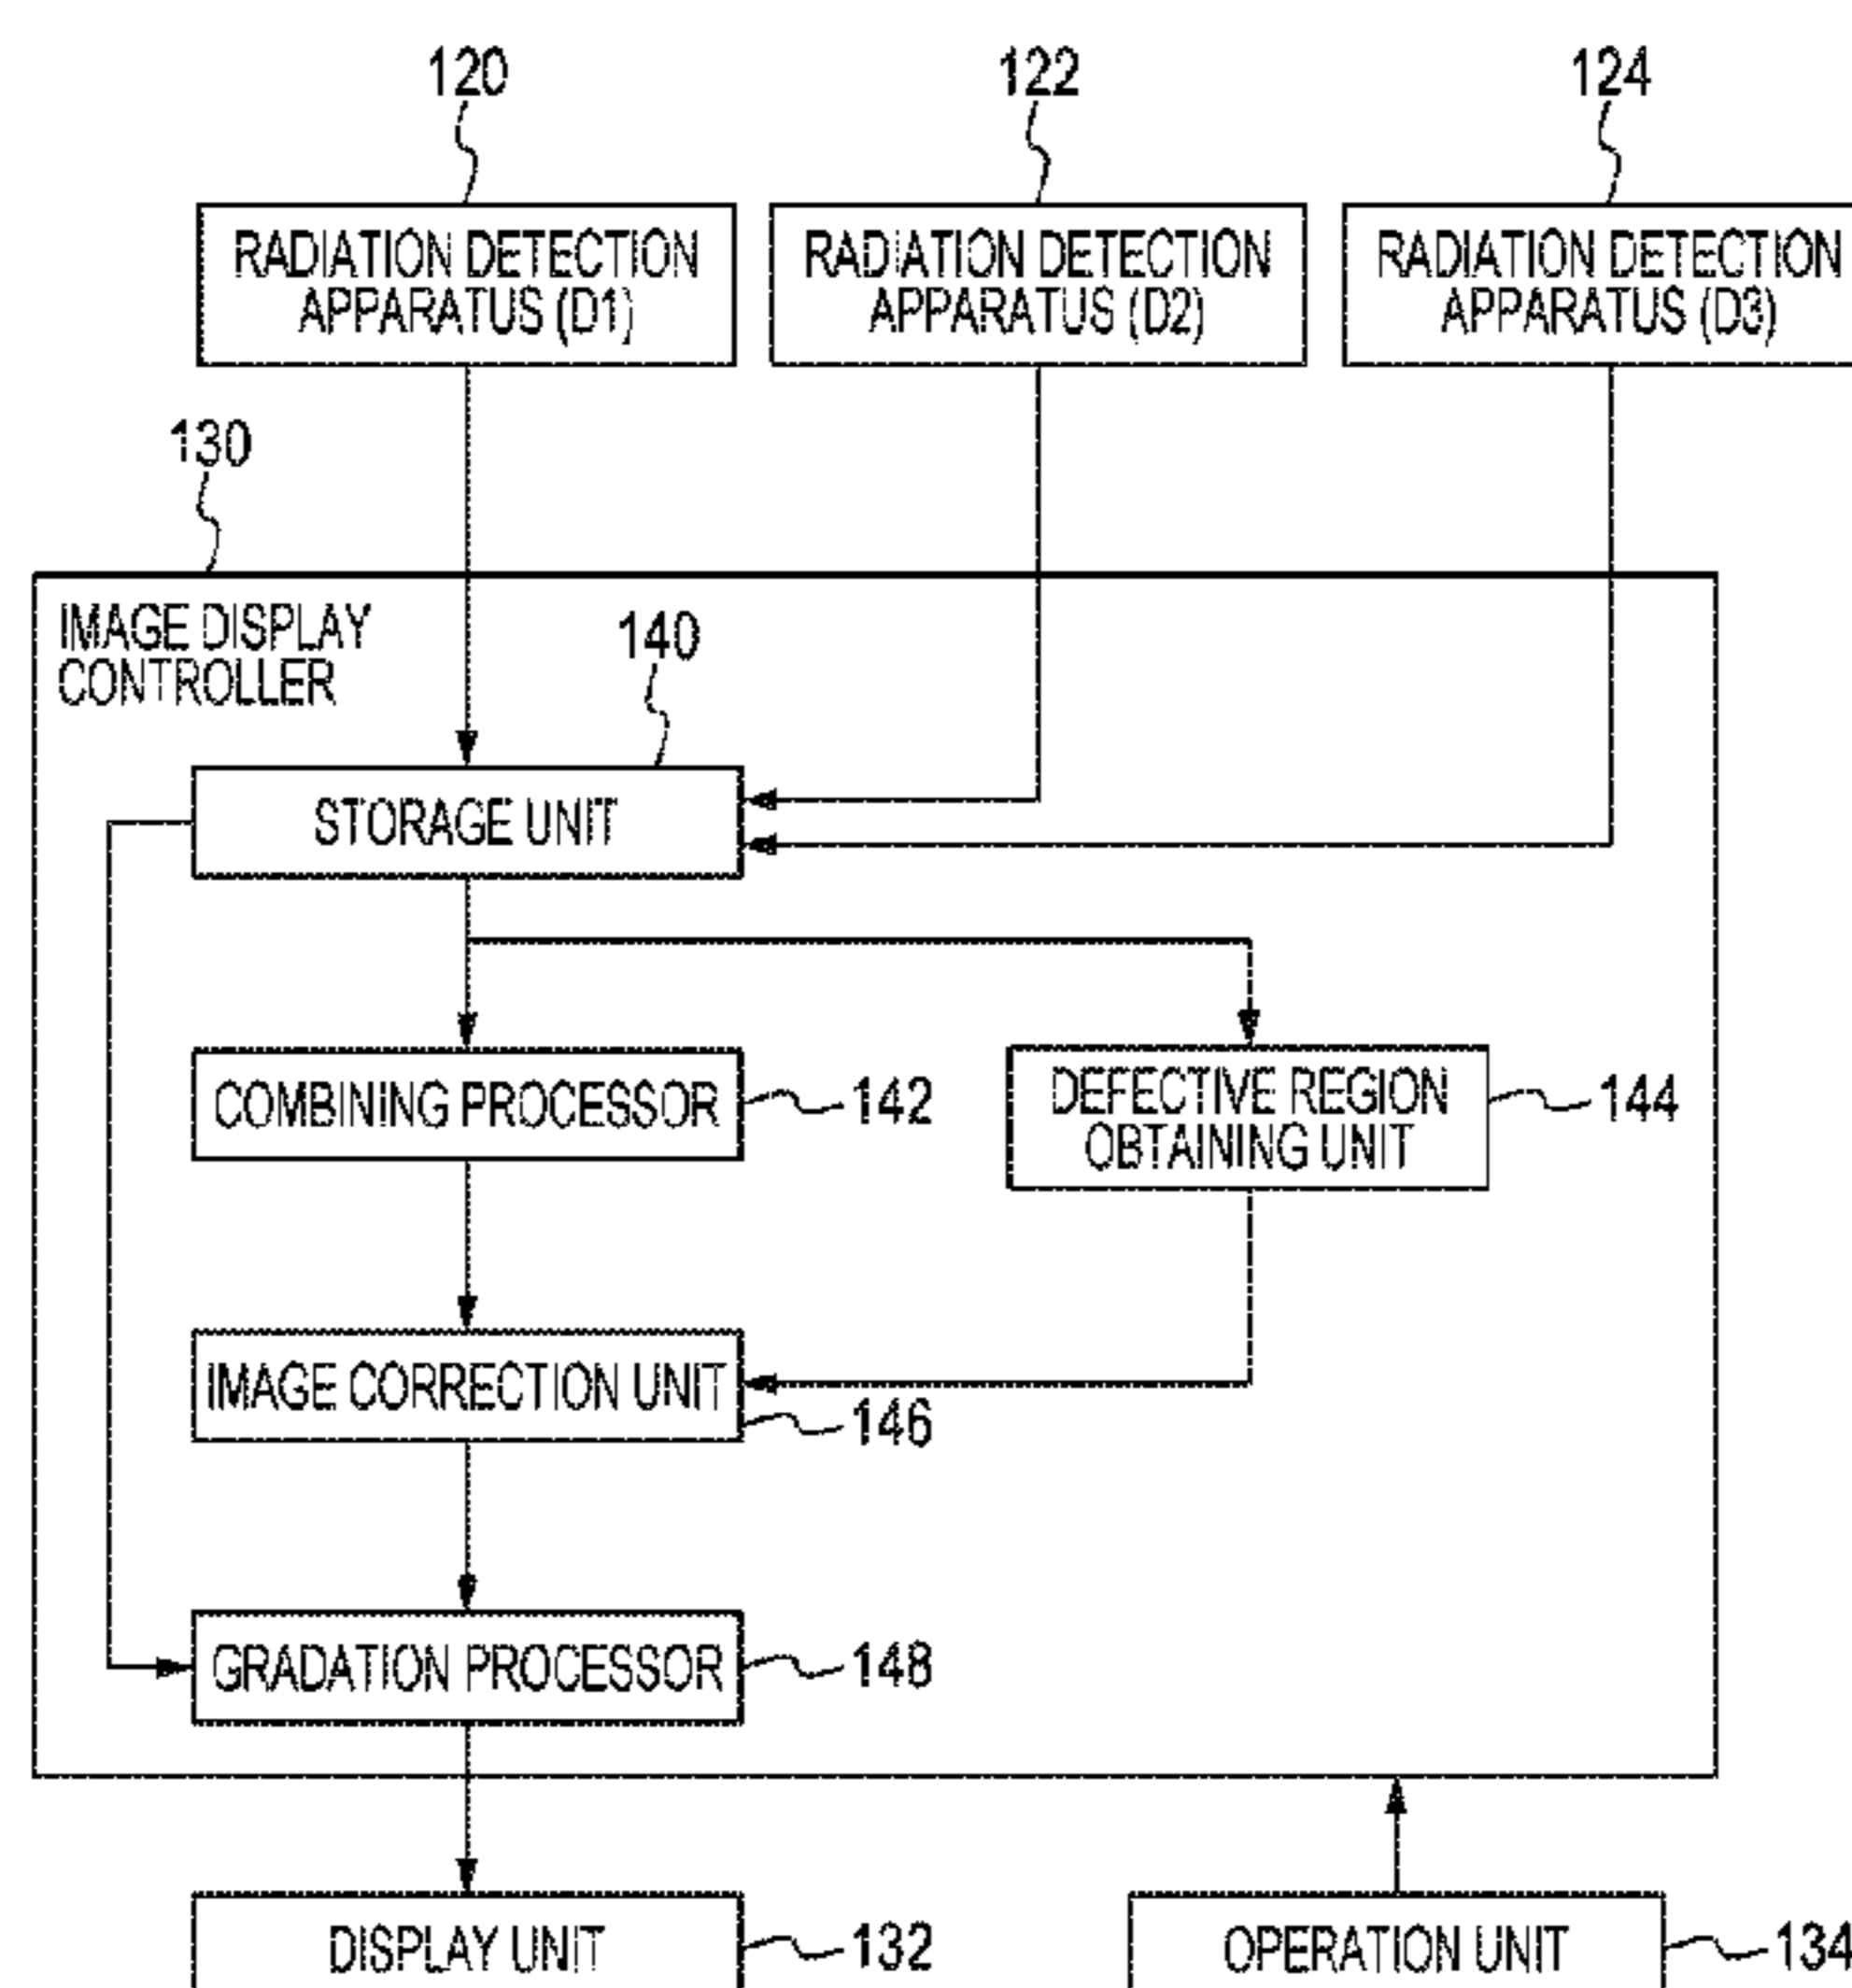 120
122
124
RADIATION DETECTION
APPARATUS (D1)
RADIATION DETECTION
APPARATUS (D2)
RADIATION DETECTION
APPARATUS (D3)
130
IMAGE DISPLAY
CONTROLLER
140
STORAGE UNIT
COMBINING PROCESSOR
142
DEFECTIVE REGION
OBTAINING UNIT
144
IMAGE CORRECTION UNIT
146
GRADATION PROCESSOR
148
DISPLAY UNIT
132
OPERATION UNIT
134